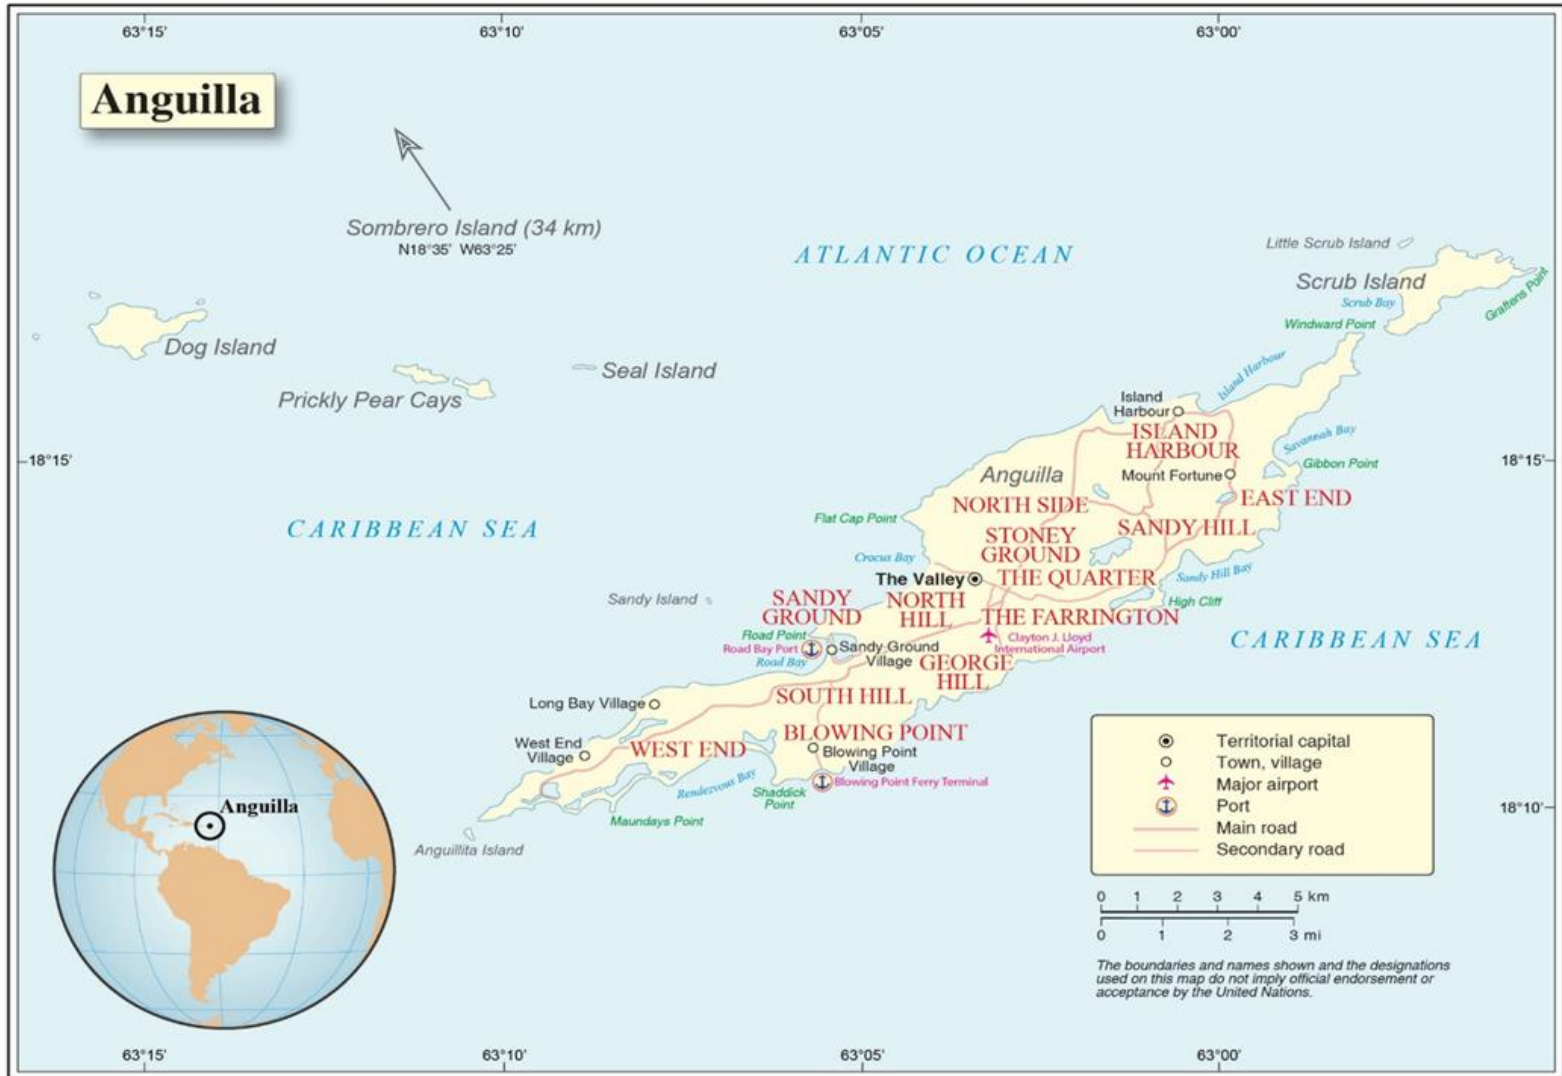 63°15'
63°10'
63°05'
63°00'
Anguilla
Sombrero Island (34 km)
N18°35' W63°25'
ATLANTIC OCEAN
Little Scrub Island
Scrub Island
Scrub Bay
Graftens Point
Windward Point
Dog Island
Prickly Pear Cays
Seal Island
Island Harbour
Island
Harbour
ISLAND
HARBOUR
Savannah Bay
Gibbon Point
18°15'
18°15'
Anguilla
Mount Fortune
EAST END
NORTH SIDE
Flat Cap Point
SANDY HILL
CARIBBEAN SEA
STONEY
GROUND
Crocus Bay
The Valley
THE QUARTER
Sandy Hill Bay
Sandy Island
SANDY
GROUND
NORTH
HILL
High Cliff
THE FARRINGTON
Road Point
Road Bay Port
Road Bay
Sandy Ground
Village
Clayton J. Lloyd
International Airport
CARIBBEAN SEA
GEORGE
HILL
SOUTH HILL
Long Bay Village
BLOWING POINT
West End
Village
WEST END
Blowing Point
Village
Blowing Point Ferry Terminal
Rendezvous Bay
Shaddick
Point
Maundays Point
Anguillita Island
Anguilla
Territorial capital
Town, village
Major airport
Port
Main road
Secondary road
18°10'
0 1 2 3 4 5 km
0 1 2 3 mi
The boundaries and names shown and the designations
used on this map do not imply official endorsement or
acceptance by the United Nations.
63°15'
63°10'
63°05'
63°00'